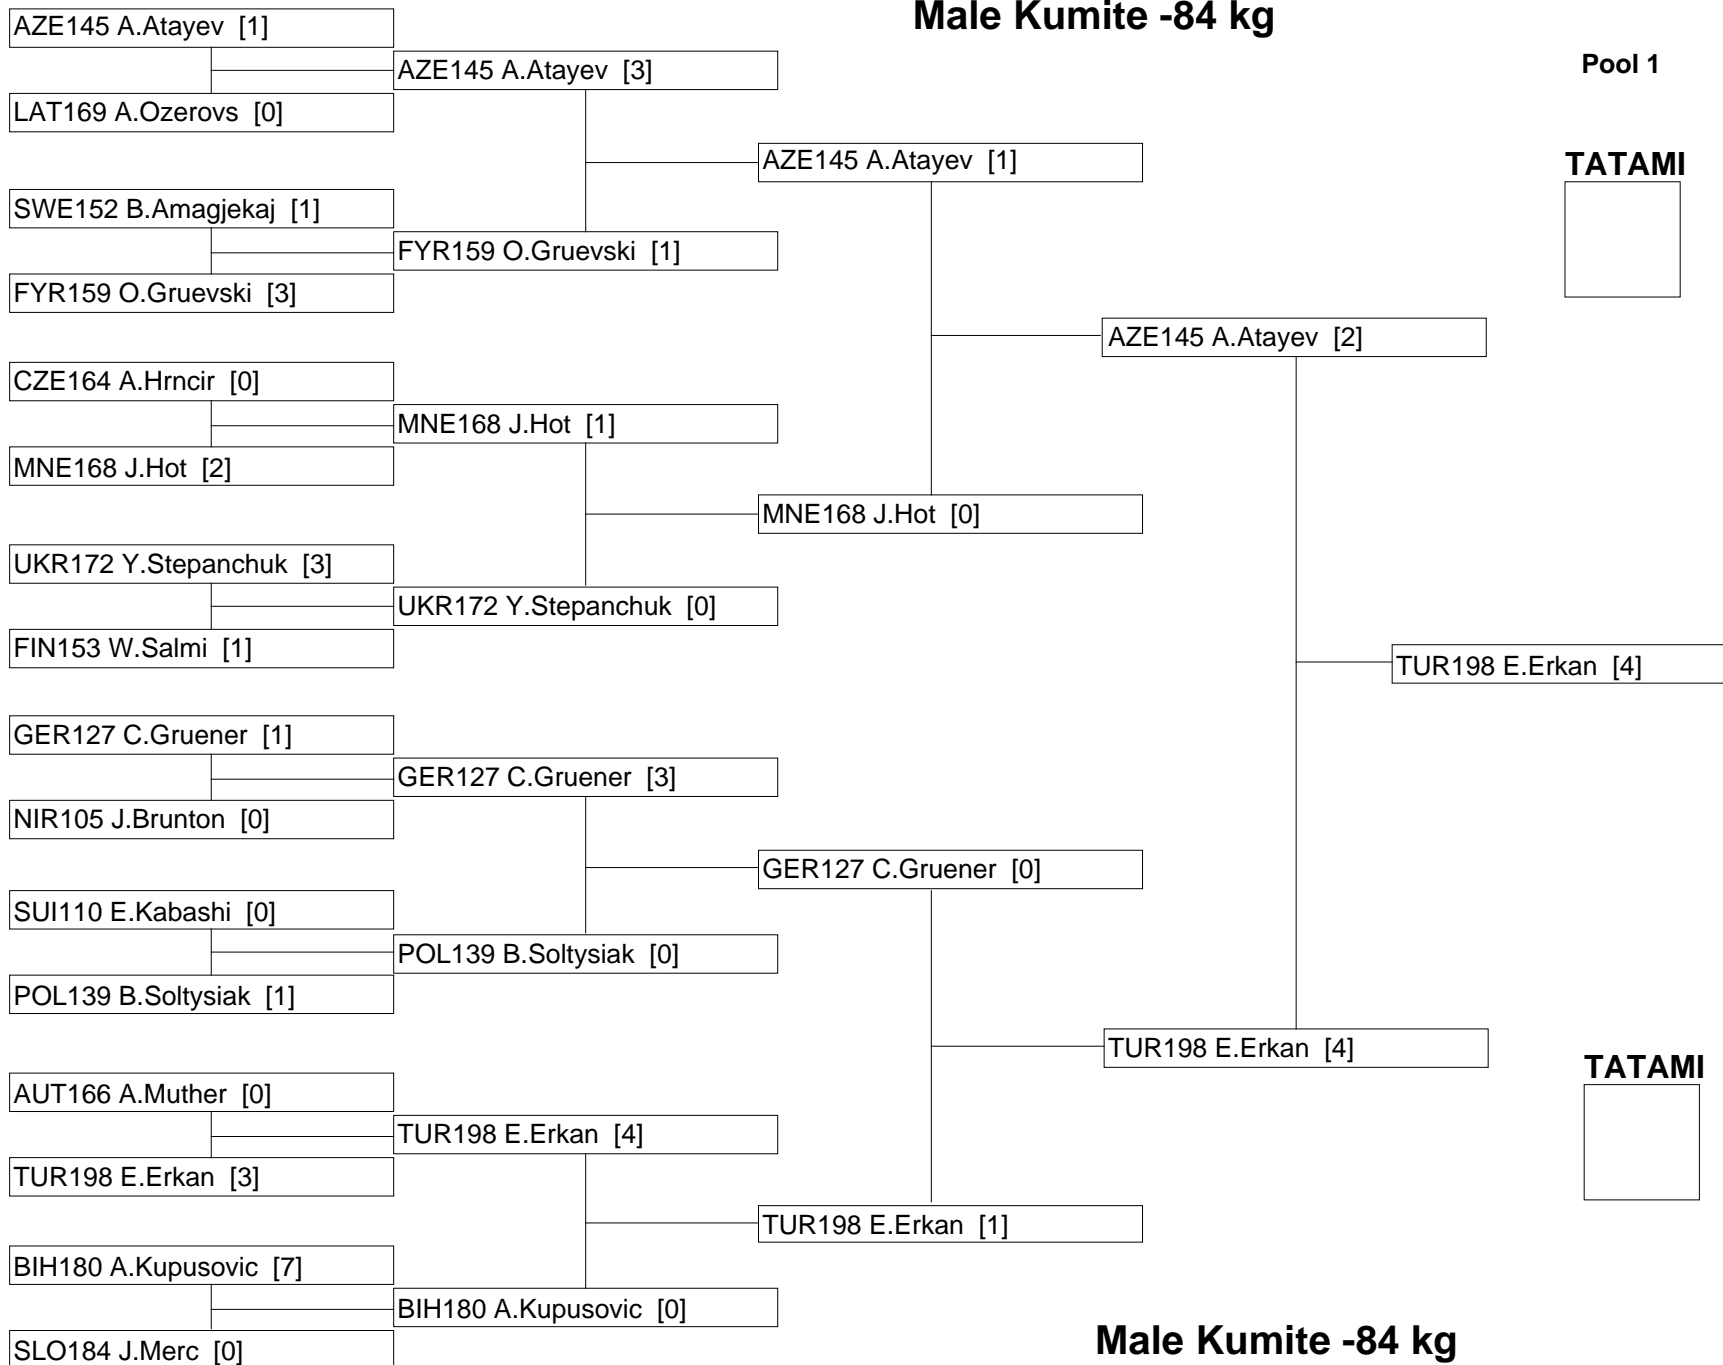 Male Kumite -84 kg
Pool 1
TATAMI
AZE145 A.Atayev [1]
LAT169 A.Ozerovs [0]
SWE152 B.Amagjekaj [1]
FYR159 O.Gruevski [3]
CZE164 A.Hrncir [0]
MNE168 J.Hot [2]
UKR172 Y.Stepanchuk [3]
FIN153 W.Salmi [1]
GER127 C.Gruener [1]
NIR105 J.Brunton [0]
SUI110 E.Kabashi [0]
POL139 B.Soltysiak [1]
AUT166 A.Muther [0]
TUR198 E.Erkan [3]
BIH180 A.Kupusovic [7]
SLO184 J.Merc [0]
AZE145 A.Atayev [3]
FYR159 O.Gruevski [1]
MNE168 J.Hot [1]
UKR172 Y.Stepanchuk [0]
GER127 C.Gruener [3]
POL139 B.Soltysiak [0]
TUR198 E.Erkan [4]
BIH180 A.Kupusovic [0]
AZE145 A.Atayev [1]
MNE168 J.Hot [0]
GER127 C.Gruener [0]
TUR198 E.Erkan [1]
AZE145 A.Atayev [2]
TUR198 E.Erkan [4]
TUR198 E.Erkan [4]
TATAMI
Male Kumite -84 kg